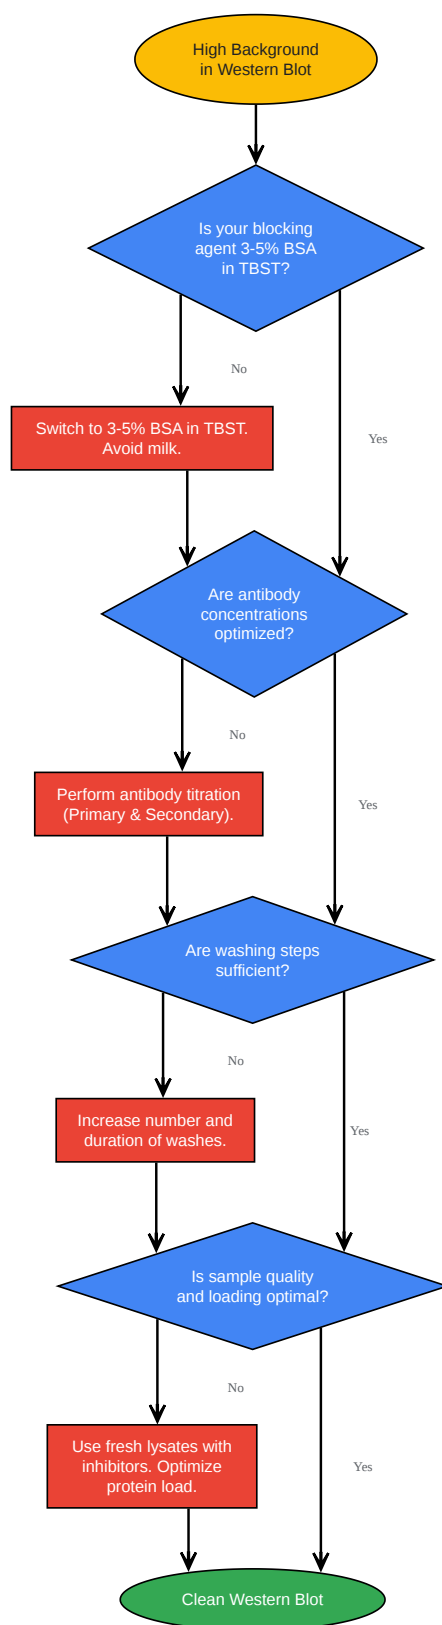 High Background
in Western Blot
Is your blocking
agent 3-5% BSA
in TBST?
No
Switch to 3-5% BSA in TBST.
Avoid milk.
Yes
Are antibody
concentrations
optimized?
No
Perform antibody titration
(Primary & Secondary).
Yes
Are washing steps
sufficient?
No
Increase number and
duration of washes.
Yes
Is sample quality
and loading optimal?
No
Use fresh lysates with
inhibitors. Optimize
protein load.
Yes
Clean Western Blot